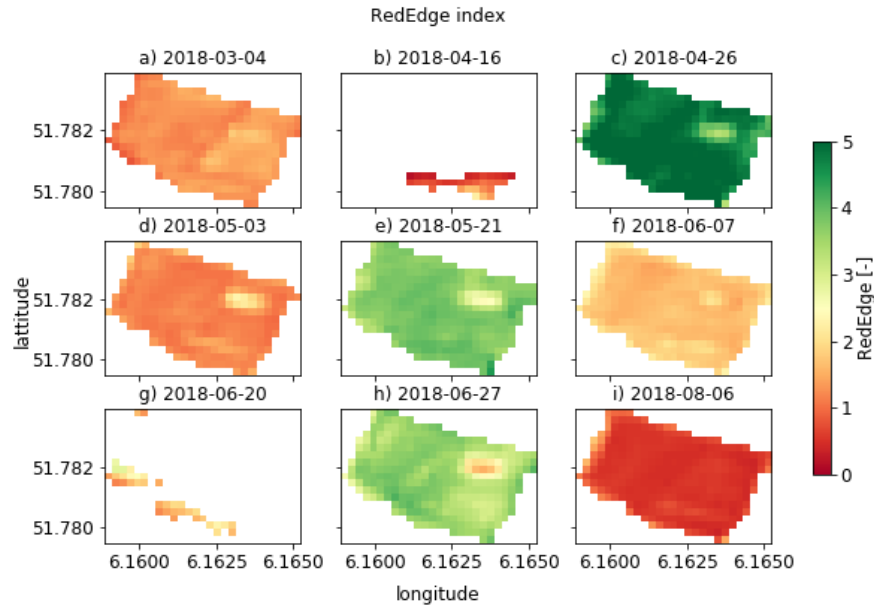 RedEdge index
a) 2018-03-04
b) 2018-04-16
c) 2018-04-26
51.782
51.780
d) 2018-05-03
e) 2018-05-21
f) 2018-06-07
51.782
51.780
g) 2018-06-20
h) 2018-06-27
i) 2018-08-06
51.782
51.780
6.1600 6.1625 6.1650
6.1600 6.1625 6.1650
6.1600 6.1625 6.1650
lattitude
longitude
5
4
3
2
1
0
RedEdge [-]